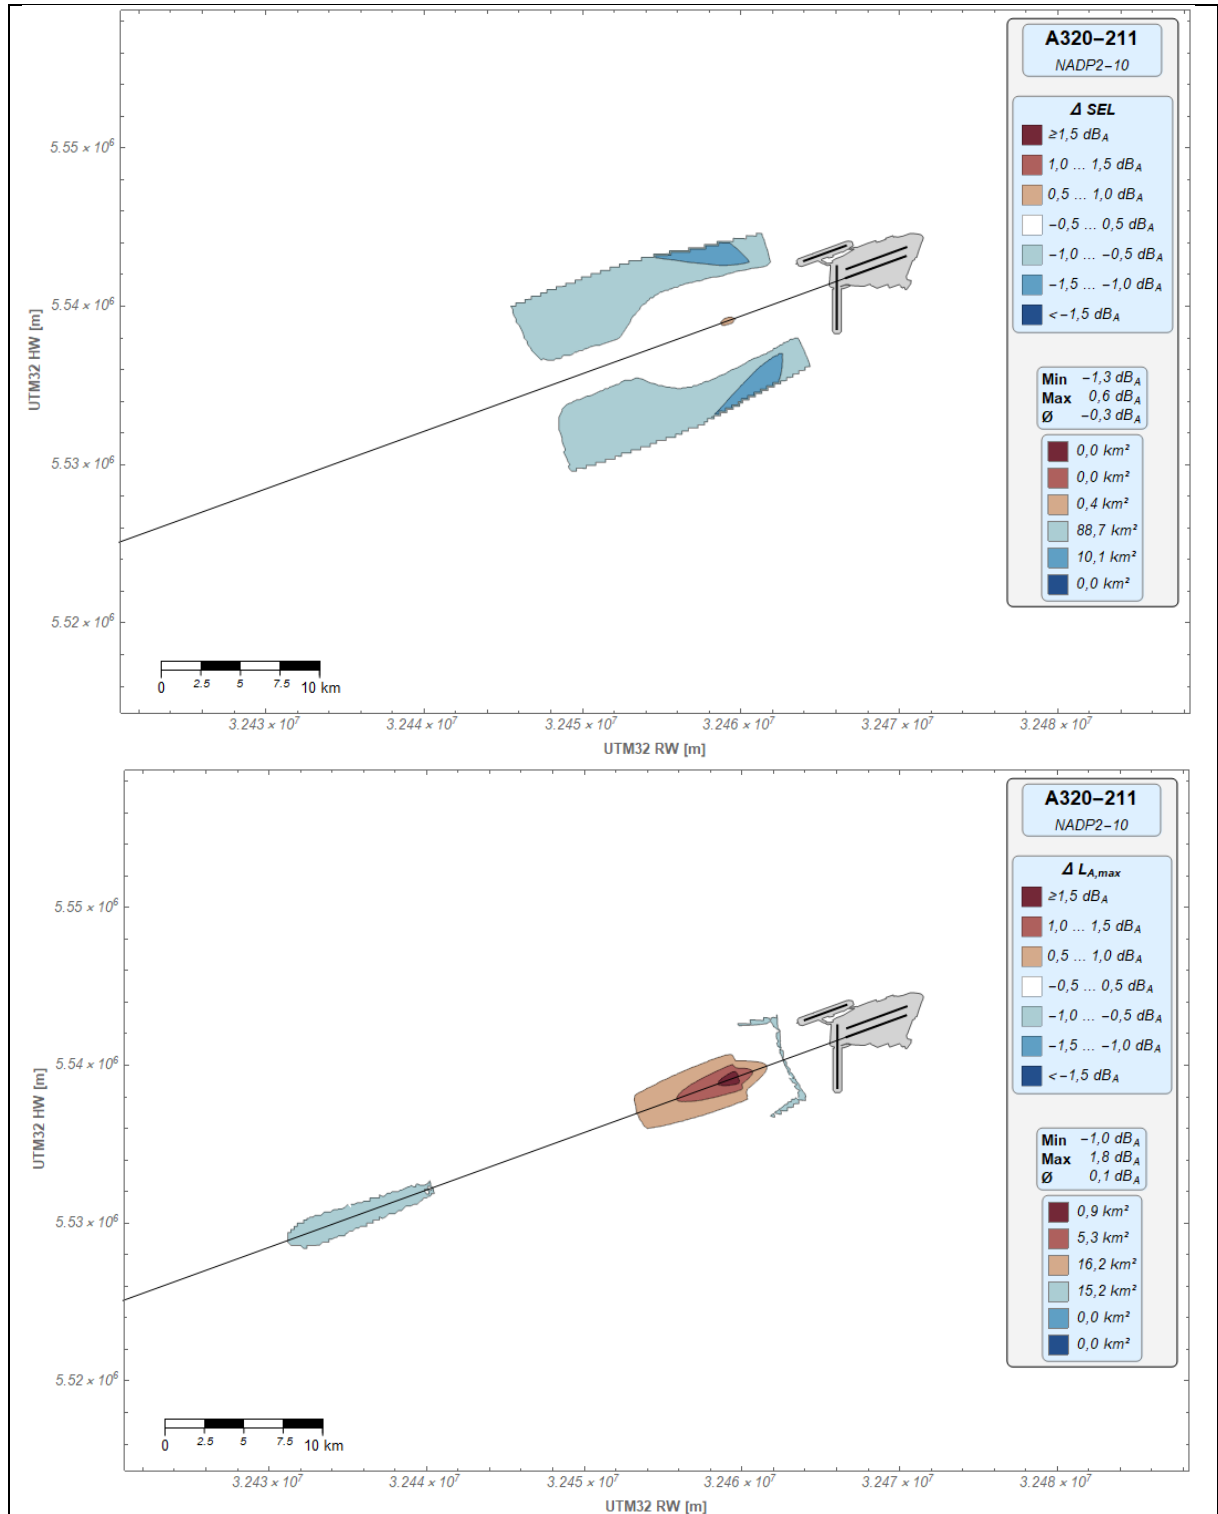 A320–211
NADP2–10
Δ SEL
≥1,5 dBA
1,0 ... 1,5 dBA
0,5 ... 1,0 dBA
−0,5 ... 0,5 dBA
−1,0 ... −0,5 dBA
−1,5 ... −1,0 dBA
<−1,5 dBA
Min −1,3 dBA
Max 0,6 dBA
Ø −0,3 dBA
0,0 km²
0,0 km²
0,4 km²
88,7 km²
10,1 km²
0,0 km²
5.55 × 10⁶
5.54 × 10⁶
5.53 × 10⁶
5.52 × 10⁶
UTM32 HW [m]
0 2.5 5 7.5 10 km
3.243 × 10⁷ 3.244 × 10⁷ 3.245 × 10⁷ 3.246 × 10⁷ 3.247 × 10⁷ 3.248 × 10⁷
UTM32 RW [m]
A320–211
NADP2–10
Δ LA,max
≥1,5 dBA
1,0 ... 1,5 dBA
0,5 ... 1,0 dBA
−0,5 ... 0,5 dBA
−1,0 ... −0,5 dBA
−1,5 ... −1,0 dBA
<−1,5 dBA
Min −1,0 dBA
Max 1,8 dBA
Ø 0,1 dBA
0,9 km²
5,3 km²
16,2 km²
15,2 km²
0,0 km²
0,0 km²
5.55 × 10⁶
5.54 × 10⁶
5.53 × 10⁶
5.52 × 10⁶
UTM32 HW [m]
0 2.5 5 7.5 10 km
3.243 × 10⁷ 3.244 × 10⁷ 3.245 × 10⁷ 3.246 × 10⁷ 3.247 × 10⁷ 3.248 × 10⁷
UTM32 RW [m]